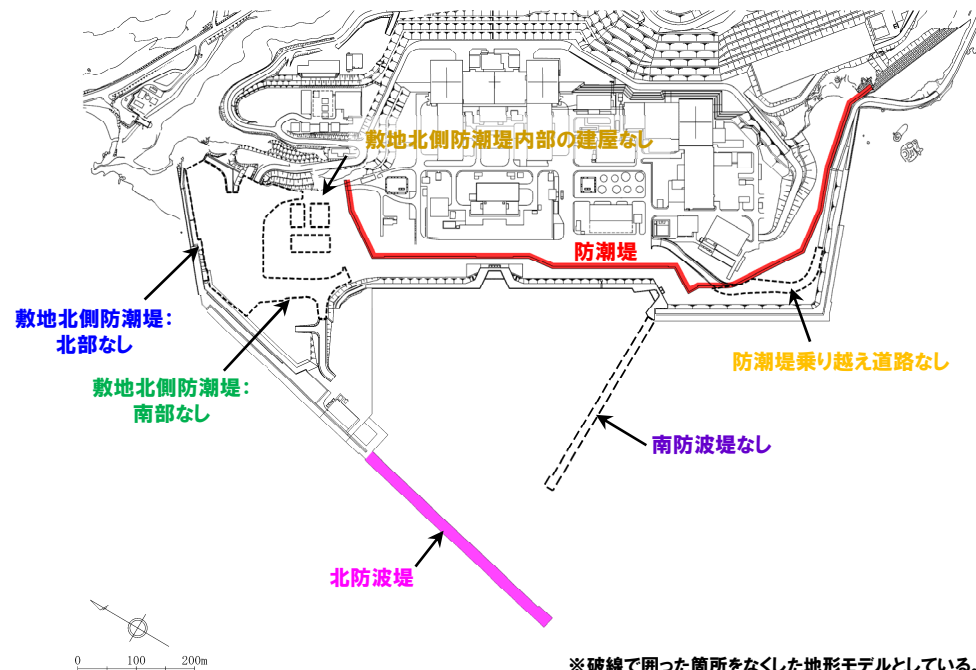 敷地北側防潮堤内部の建屋なし
防潮堤
敷地北側防潮堤:
北部なし
敷地北側防潮堤:
南部なし
防潮堤乗り越え道路なし
南防波堤なし
北防波堤
0 100 200m
※破線で囲った箇所をなくした地形モデルとしている。